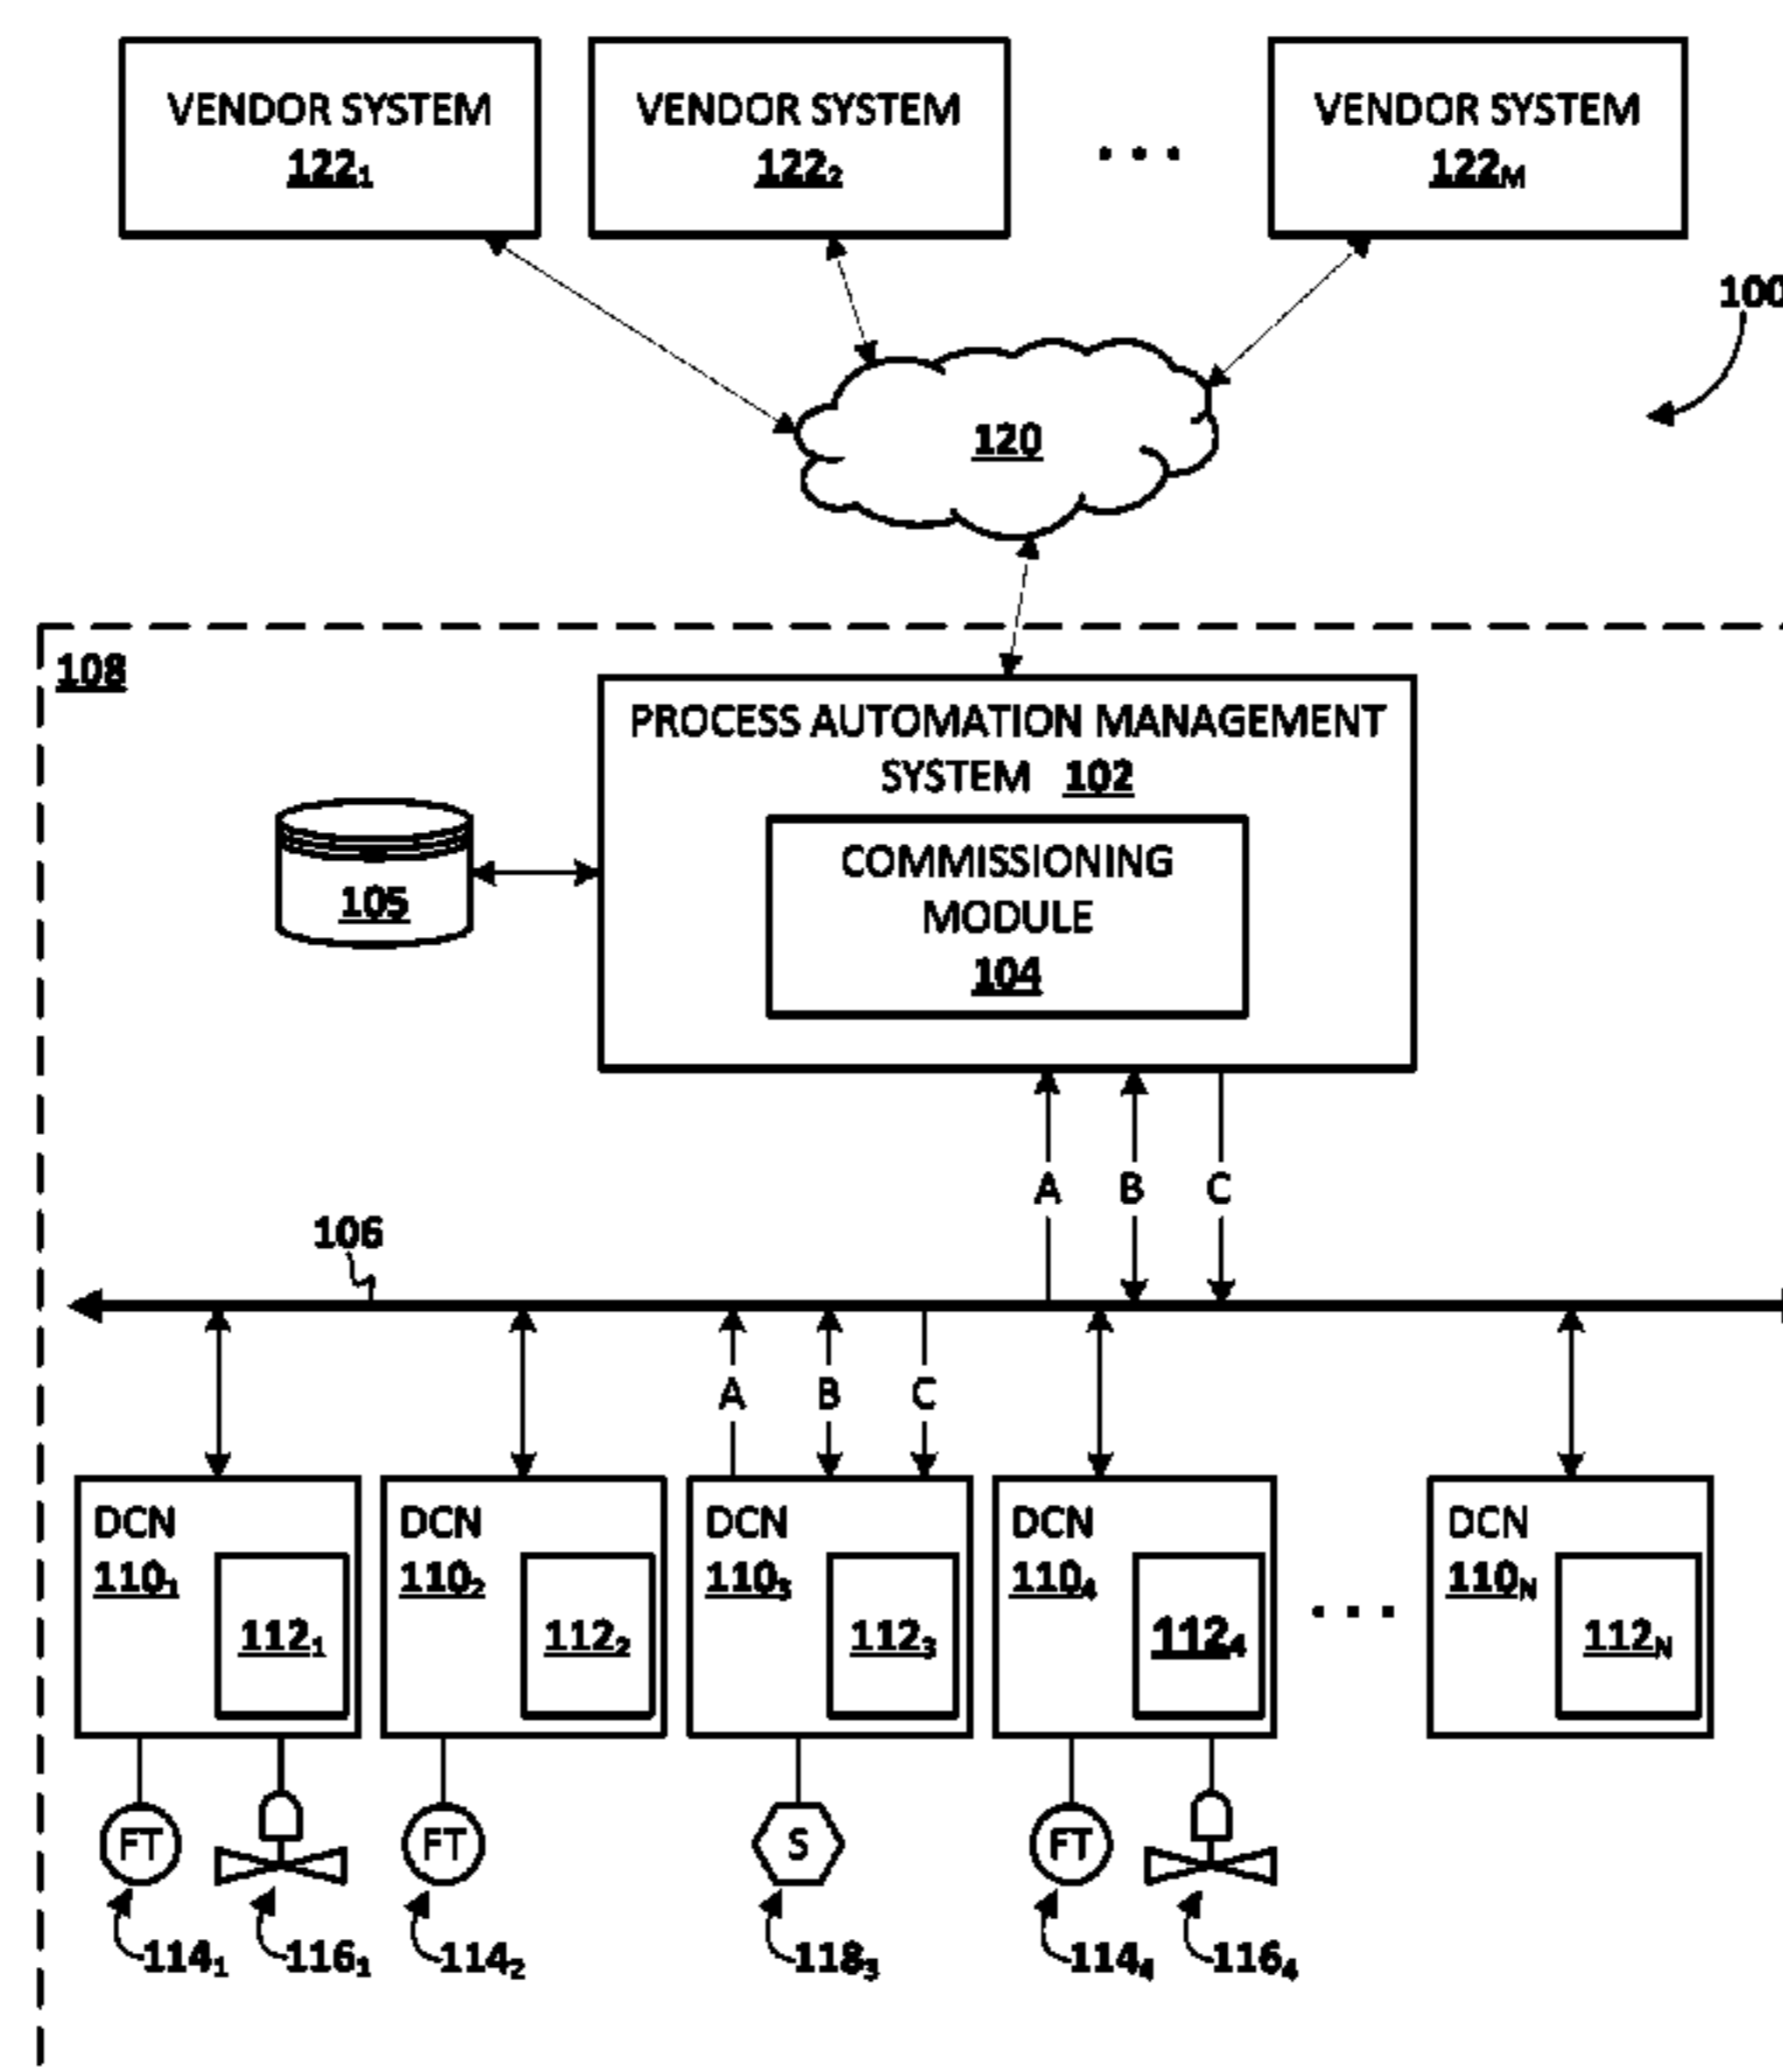 VENDOR SYSTEM
122₁
VENDOR SYSTEM
122₂
...
VENDOR SYSTEM
122M
100
120
108
PROCESS AUTOMATION MANAGEMENT
SYSTEM 102
COMMISSIONING
MODULE
104
105
A B C
106
A B C
DCN
110₁
112₁
DCN
110₂
112₂
DCN
110₃
112₃
DCN
110₄
112₄
...
DCN
110N
112N
FT
FT
S
FT
114₁
116₁
114₂
118₃
114₄
116₄